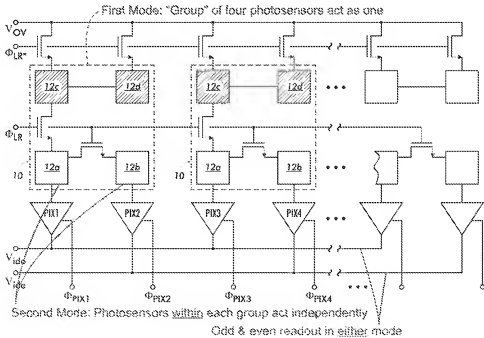 First Mode: "Group" of four photosensors act as one
V_OV
Φ_LR"
12c 12d 12c 12d
Φ_LR
10 12a 12b 10 12a 12b
PIX1 PIX2 PIX3 PIX4
V_ido
V_ide
Φ_PIX1 Φ_PIX2 Φ_PIX3 Φ_PIX4
Second Mode: Photosensors within each group act independently
Odd & even readout in either mode